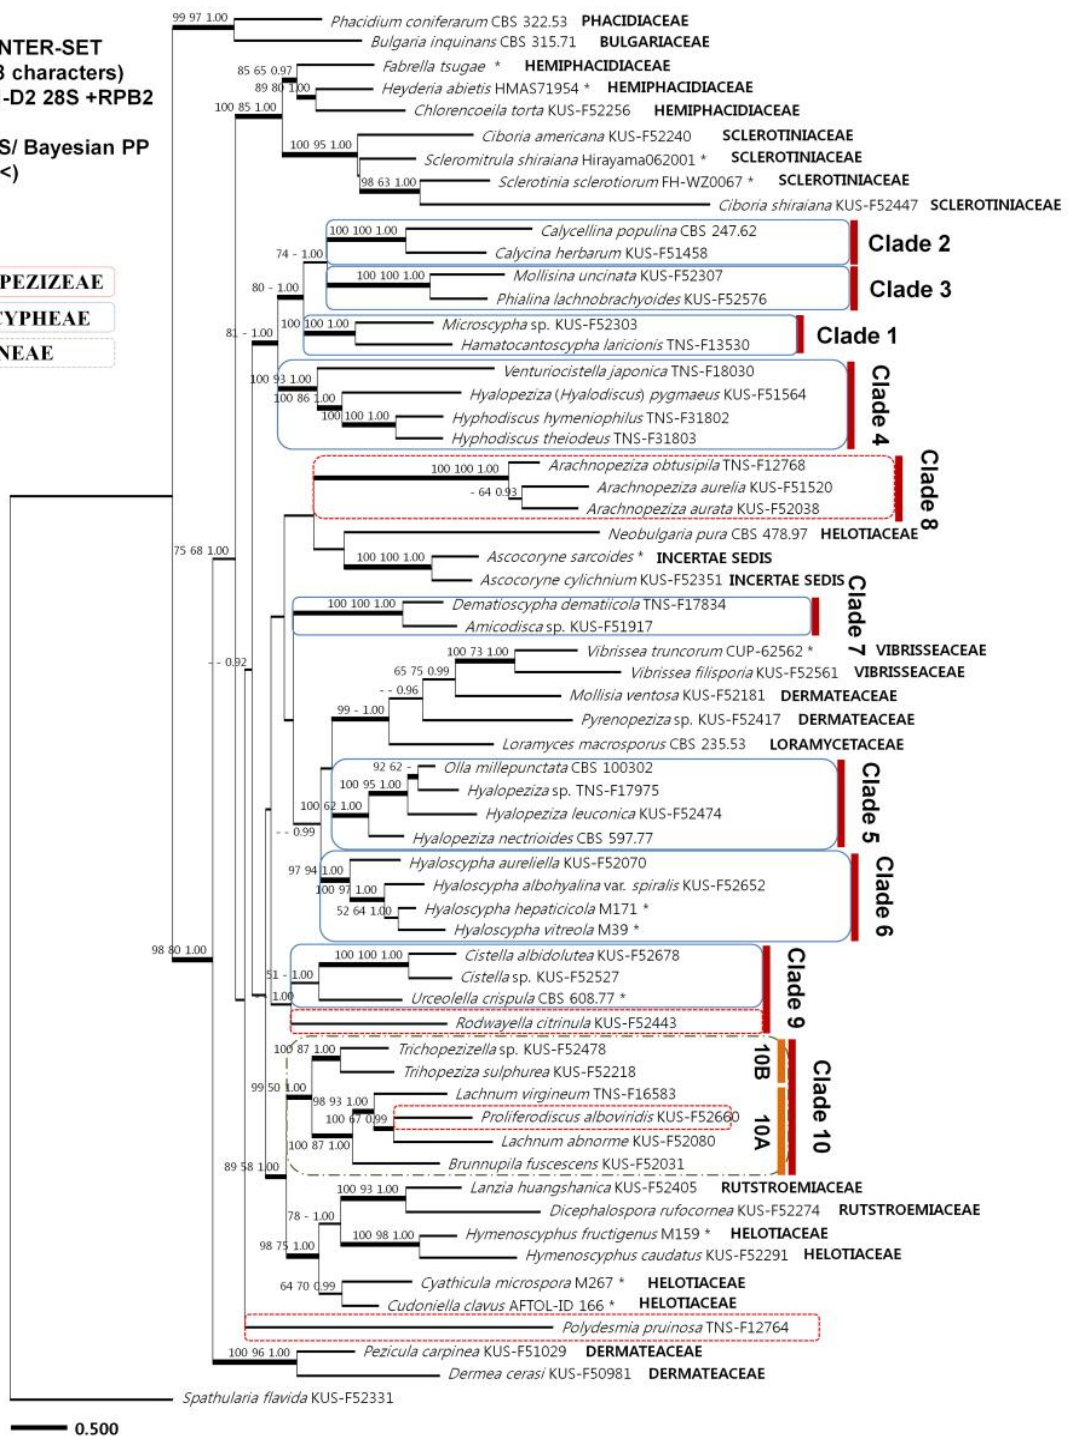 99 97 1.00
Phacidium coniferarum CBS 322.53 PHACIDIACEAE
Bulgaria inquinans CBS 315.71 BULGARIACEAE
NTER-SET
3 characters)
-D2 28S +RPB2
S/ Bayesian PP
<)
85 65 0.97
Fabrella tsugae * HEMIPHACIDIACEAE
89 80 1.00
Heyderia abietis HMAS71954 * HEMIPHACIDIACEAE
100 85 1.00
Chlorencoeila torta KUS-F52256 HEMIPHACIDIACEAE
Ciboria americana KUS-F52240 SCLEROTINIACEAE
100 95 1.00
Scleromitrula shiraiana Hirayama062001 * SCLEROTINIACEAE
98 63 1.00
Sclerotinia sclerotiorum FH-WZ0067 * SCLEROTINIACEAE
Ciboria shiraiana KUS-F52447 SCLEROTINIACEAE
100 100 1.00
Calycellina populina CBS 247.62
Clade 2
74 - 1.00
Calycina herbarum KUS-F51458
PEZIZEAE
CYPHEAE
NEAE
100 100 1.00
Mollisina uncinata KUS-F52307
Clade 3
80 - 1.00
Phialina lachnobrachyoides KUS-F52576
100 100 1.00
Microscypha sp. KUS-F52303
Clade 1
81 - 1.00
Hamatocantoscypha laricionis TNS-F13530
Venturiocistella japonica TNS-F18030
100 93 1.00
100 86 1.00
Hyalopeziza (Hyalodiscus) pygmaeus KUS-F51564
Clade 4
100 100 1.00
Hyphodiscus hymeniophilus TNS-F31802
Hyphodiscus theiodeus TNS-F31803
100 100 1.00
Arachnopeziza obtusipila TNS-F12768
- 64 0.93
Arachnopeziza aurelia KUS-F51520
Clade 8
Arachnopeziza aurata KUS-F52038
Neobulgaria pura CBS 478.97 HELOTIACEAE
75 68 1.00
100 100 1.00
Ascocoryne sarcoides * INCERTAE SEDIS
Ascocoryne cylichnium KUS-F52351 INCERTAE SEDIS
100 100 1.00
Dematioscypha dematiicola TNS-F17834
Clade 7
Amicodisca sp. KUS-F51917
100 73 1.00
Vibrissea truncorum CUP-62562 * VIBRISSEACEAE
- - 0.92
65 75 0.99
Vibrissea filisporia KUS-F52561 VIBRISSEACEAE
- - 0.96
Mollisia ventosa KUS-F52181 DERMATEACEAE
99 - 1.00
Pyrenopeziza sp. KUS-F52417 DERMATEACEAE
Loramyces macrosporus CBS 235.53 LORAMYCETACEAE
92 62 -
Olla millepunctata CBS 100302
100 95 1.00
Hyalopeziza sp. TNS-F17975
Clade 5
100 62 1.00
Hyalopeziza leuconica KUS-F52474
- - 0.99
Hyalopeziza nectrioides CBS 597.77
97 94 1.00
Hyaloscypha aureliella KUS-F52070
100 97 1.00
Hyaloscypha albohyalina var. spiralis KUS-F52652
Clade 6
52 64 1.00
Hyaloscypha hepaticicola M171 *
Hyaloscypha vitreola M39 *
98 80 1.00
100 100 1.00
Cistella albidolutea KUS-F52678
51 - 1.00
Cistella sp. KUS-F52527
Clade 9
- 1.00
Urceolella crispula CBS 608.77 *
Rodwayella citrinula KUS-F52443
100 87 1.00
Trichopezizella sp. KUS-F52478
10B
Trihopeziza sulphurea KUS-F52218
99 50 1.00
98 93 1.00
Lachnum virgineum TNS-F16583
Clade 10
100 67 0.99
Proliferodiscus alboviridis KUS-F52660
10A
100 87 1.00
Lachnum abnorme KUS-F52080
Brunnupila fuscescens KUS-F52031
89 58 1.00
100 93 1.00
Lanzia huangshanica KUS-F52405 RUTSTROEMIACEAE
Dicephalospora rufocornea KUS-F52274 RUTSTROEMIACEAE
78 - 1.00
100 98 1.00
Hymenoscyphus fructigenus M159 * HELOTIACEAE
98 75 1.00
Hymenoscyphus caudatus KUS-F52291 HELOTIACEAE
64 70 0.99
Cyathicula microspora M267 * HELOTIACEAE
Cudoniella clavus AFTOL-ID 166 * HELOTIACEAE
Polydesmia pruinosa TNS-F12764
100 96 1.00
Pezicula carpinea KUS-F51029 DERMATEACEAE
Dermea cerasi KUS-F50981 DERMATEACEAE
Spathularia flavida KUS-F52331
0.500